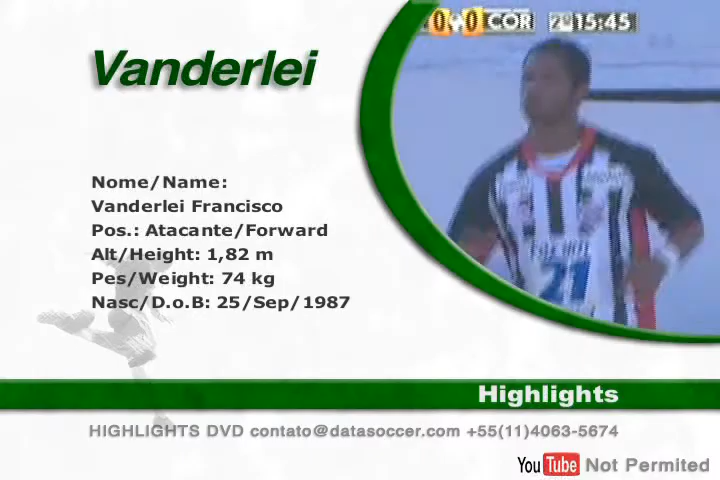 0 0 COR 2º 15:45
Vanderlei
Nome/Name:
Vanderlei Francisco
Pos.: Atacante/Forward
Alt/Height: 1,82 m
Pes/Weight: 74 kg
Nasc/D.o.B: 25/Sep/1987
21
Highlights
HIGHLIGHTS DVD contato@datasoccer.com +55(11)4063-5674
YouTube Not Permited